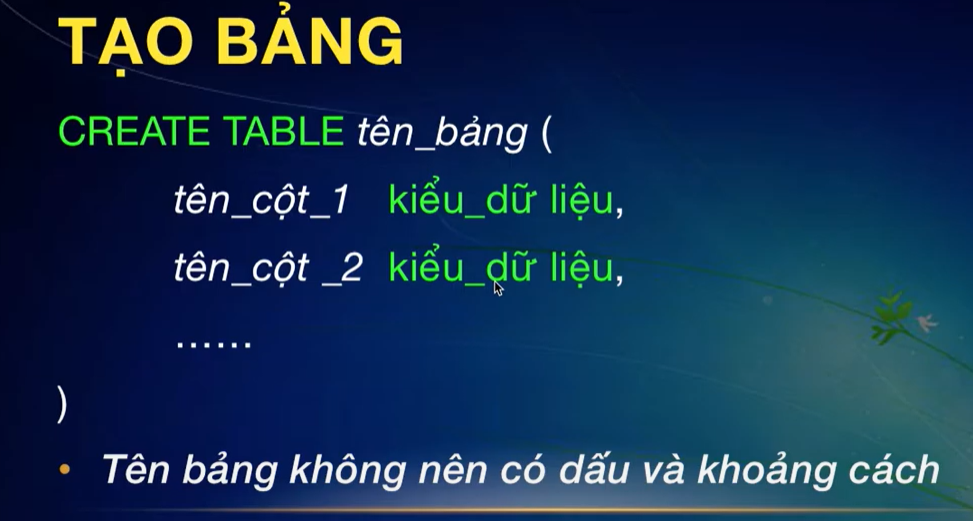 TẠO BẢNG
CREATE TABLE tên_bảng (
tên_cột_1 kiểu_dữ liệu,
tên_cột _2 kiểu_dữ liệu,
......
)
• Tên bảng không nên có dấu và khoảng cách